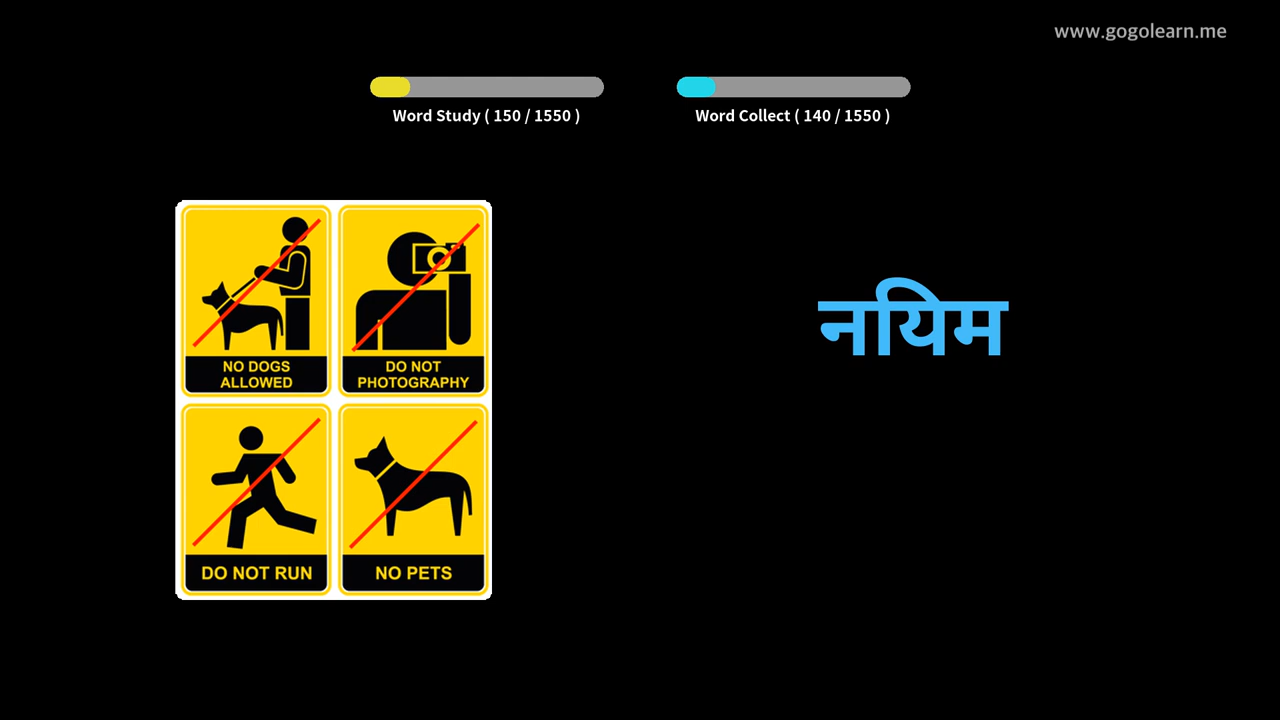 www.gogolearn.me
Word Study ( 150 / 1550 )
Word Collect ( 140 / 1550 )
NO DOGS
ALLOWED
DO NOT
PHOTOGRAPHY
DO NOT RUN
NO PETS
नयिम